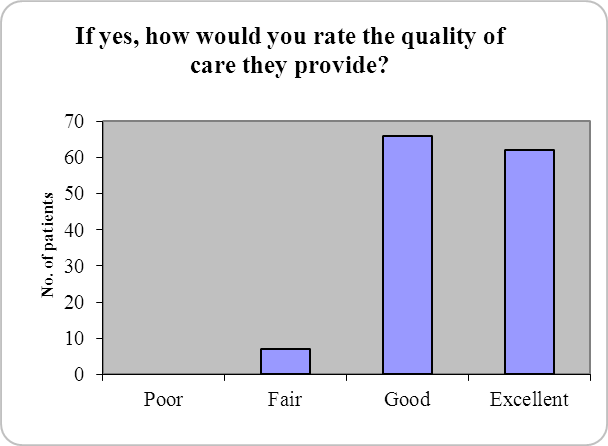 If yes, how would you rate the quality of
care they provide?
70
60
50
40
30
20
10
0
No. of patients
Poor
Fair
Good
Excellent